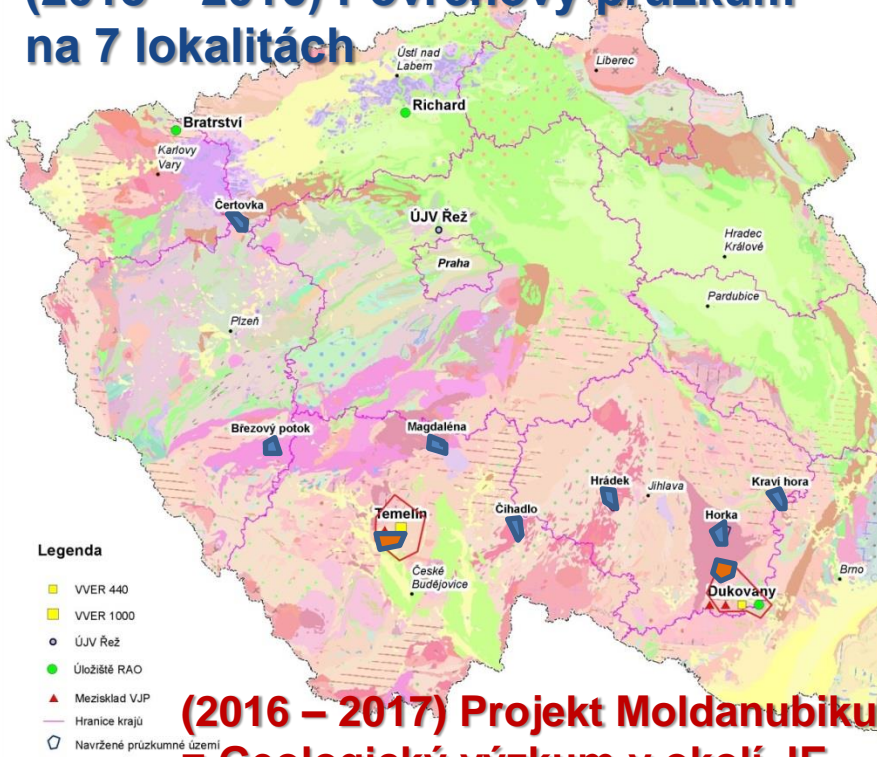 na 7 lokalitách
Ústí nad
Labem
Liberec
Bratrství
Richard
Karlovy
Vary
Čertovka
ÚJV Řež
Praha
Hradec
Králové
Pardubice
Plzeň
Březový potok
Magdaléna
Hrádek
Jihlava
Kraví hora
Temelín
Čihadlo
Horka
České
Budějovice
Dukovany
Brno
Legenda
VVER 440
VVER 1000
ÚJV Řež
Úložiště RAO
Mezisklad VJP
Hranice krajů
Navržené průzkumné území
(2016 – 2017) Projekt Moldanubiku